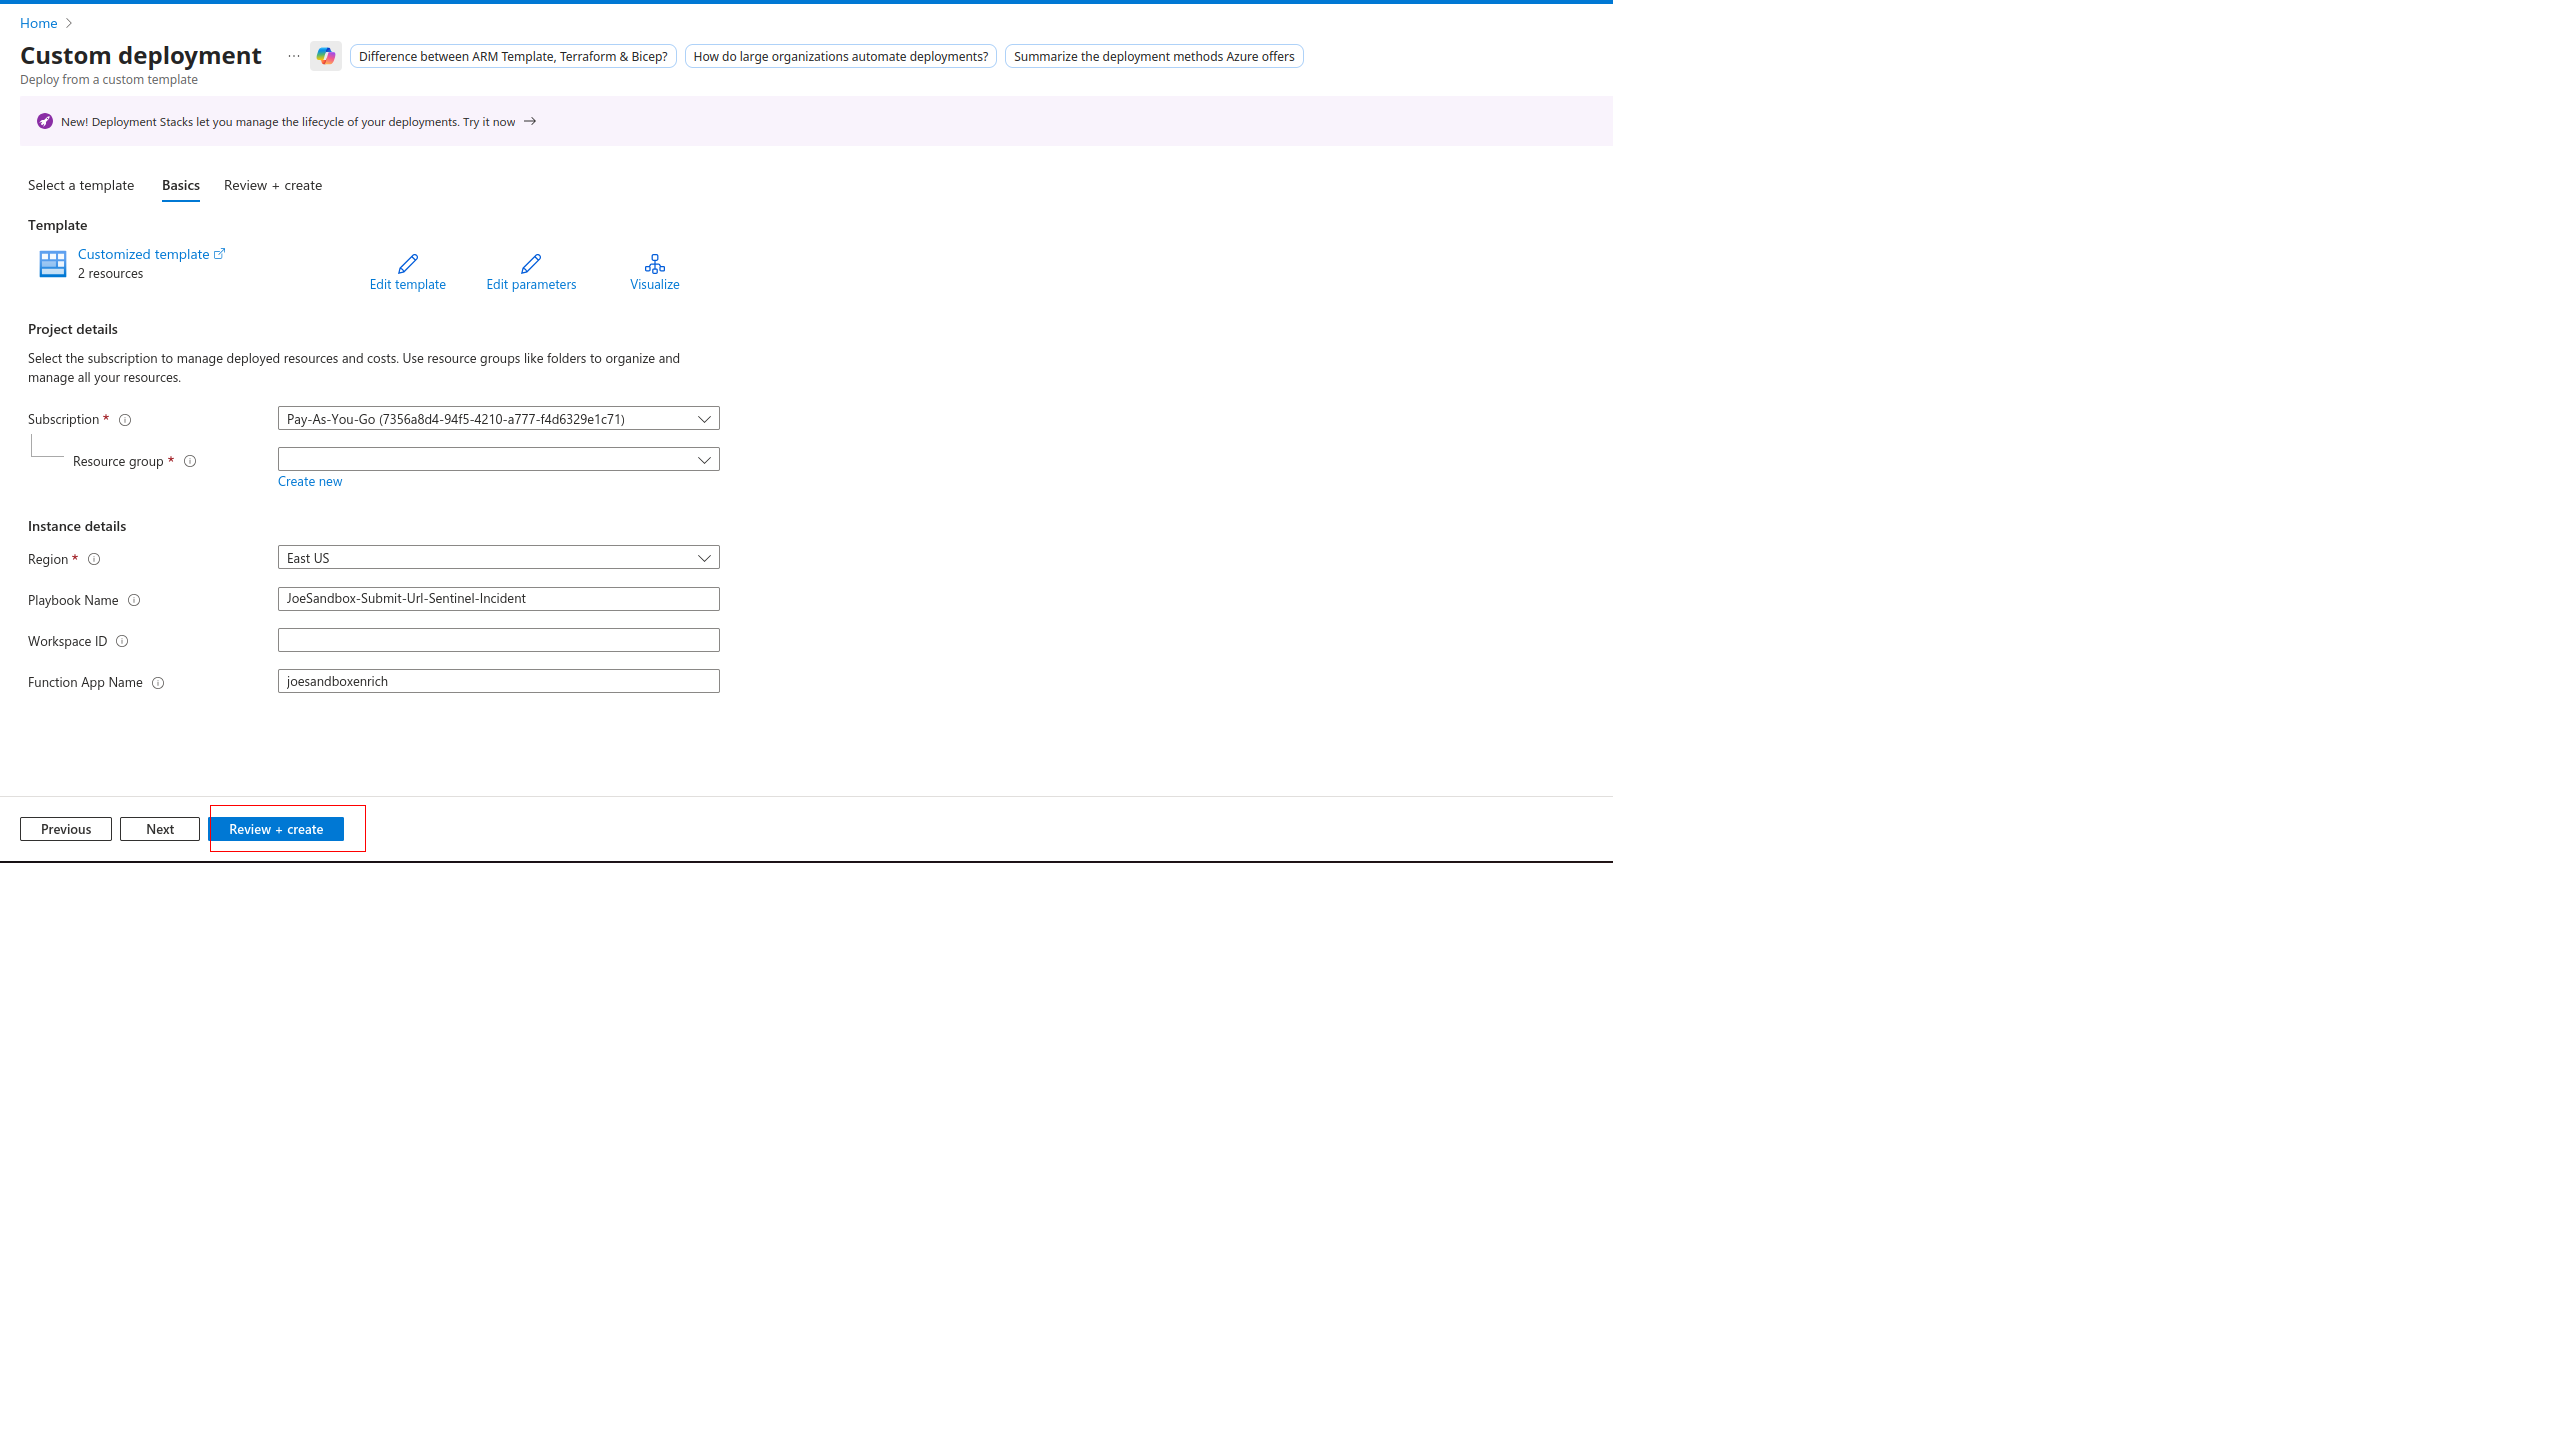 Home
Custom deployment
Difference between ARM Template, Terraform & Bicep?
How do large organizations automate deployments?
Summarize the deployment methods Azure offers
Deploy from a custom template
New! Deployment Stacks let you manage the lifecycle of your deployments. Try it now →
Select a template
Basics
Review + create
Template
Customized template
2 resources
Edit template
Edit parameters
Visualize
Project details
Select the subscription to manage deployed resources and costs. Use resource groups like folders to organize and
manage all your resources.
Subscription *
Pay-As-You-Go (7356a8d4-94f5-4210-a777-f4d6329e1c71)
Resource group *
Create new
Instance details
Region *
East US
Playbook Name
JoeSandbox-Submit-Url-Sentinel-Incident
Workspace ID
Function App Name
joesandboxenrich
Previous
Next
Review + create